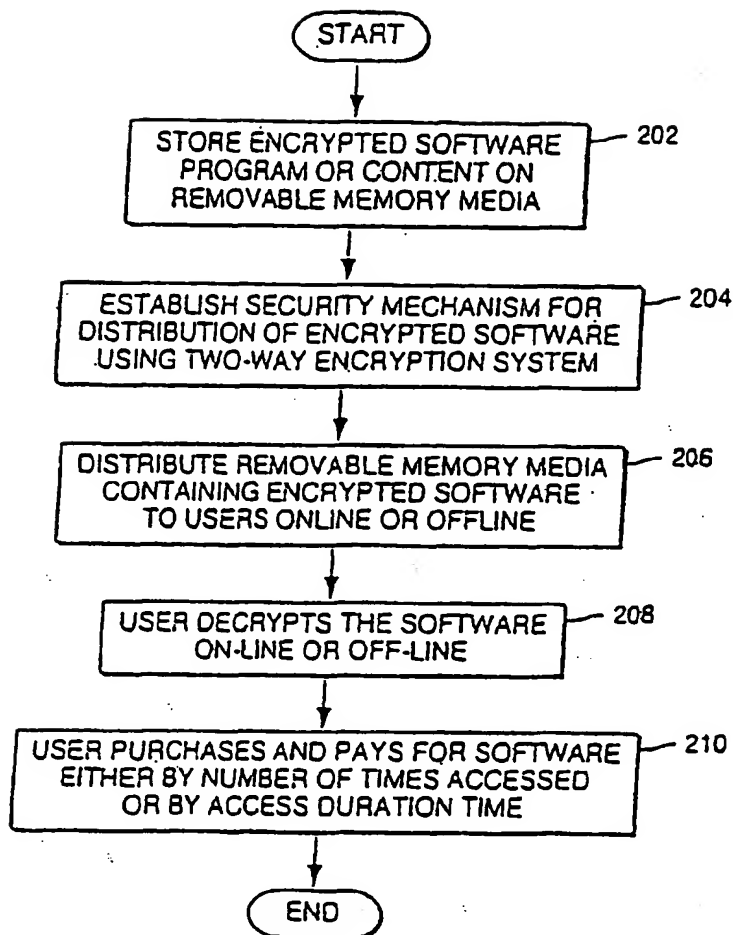 START
STORE ENCRYPTED SOFTWARE
PROGRAM OR CONTENT ON
REMOVABLE MEMORY MEDIA
202
ESTABLISH SECURITY MECHANISM FOR
DISTRIBUTION OF ENCRYPTED SOFTWARE
USING TWO-WAY ENCRYPTION SYSTEM
204
DISTRIBUTE REMOVABLE MEMORY MEDIA
CONTAINING ENCRYPTED SOFTWARE
TO USERS ONLINE OR OFFLINE
206
USER DECRYPTS THE SOFTWARE
ON-LINE OR OFF-LINE
208
USER PURCHASES AND PAYS FOR SOFTWARE
EITHER BY NUMBER OF TIMES ACCESSED
OR BY ACCESS DURATION TIME
210
END